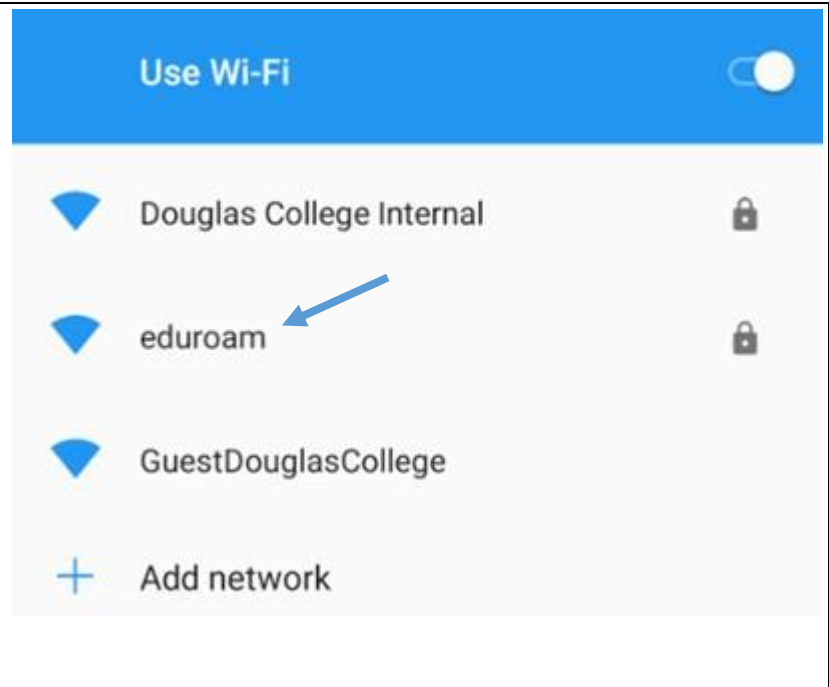 Use Wi-Fi
Douglas College Internal
eduroam
GuestDouglasCollege
Add network